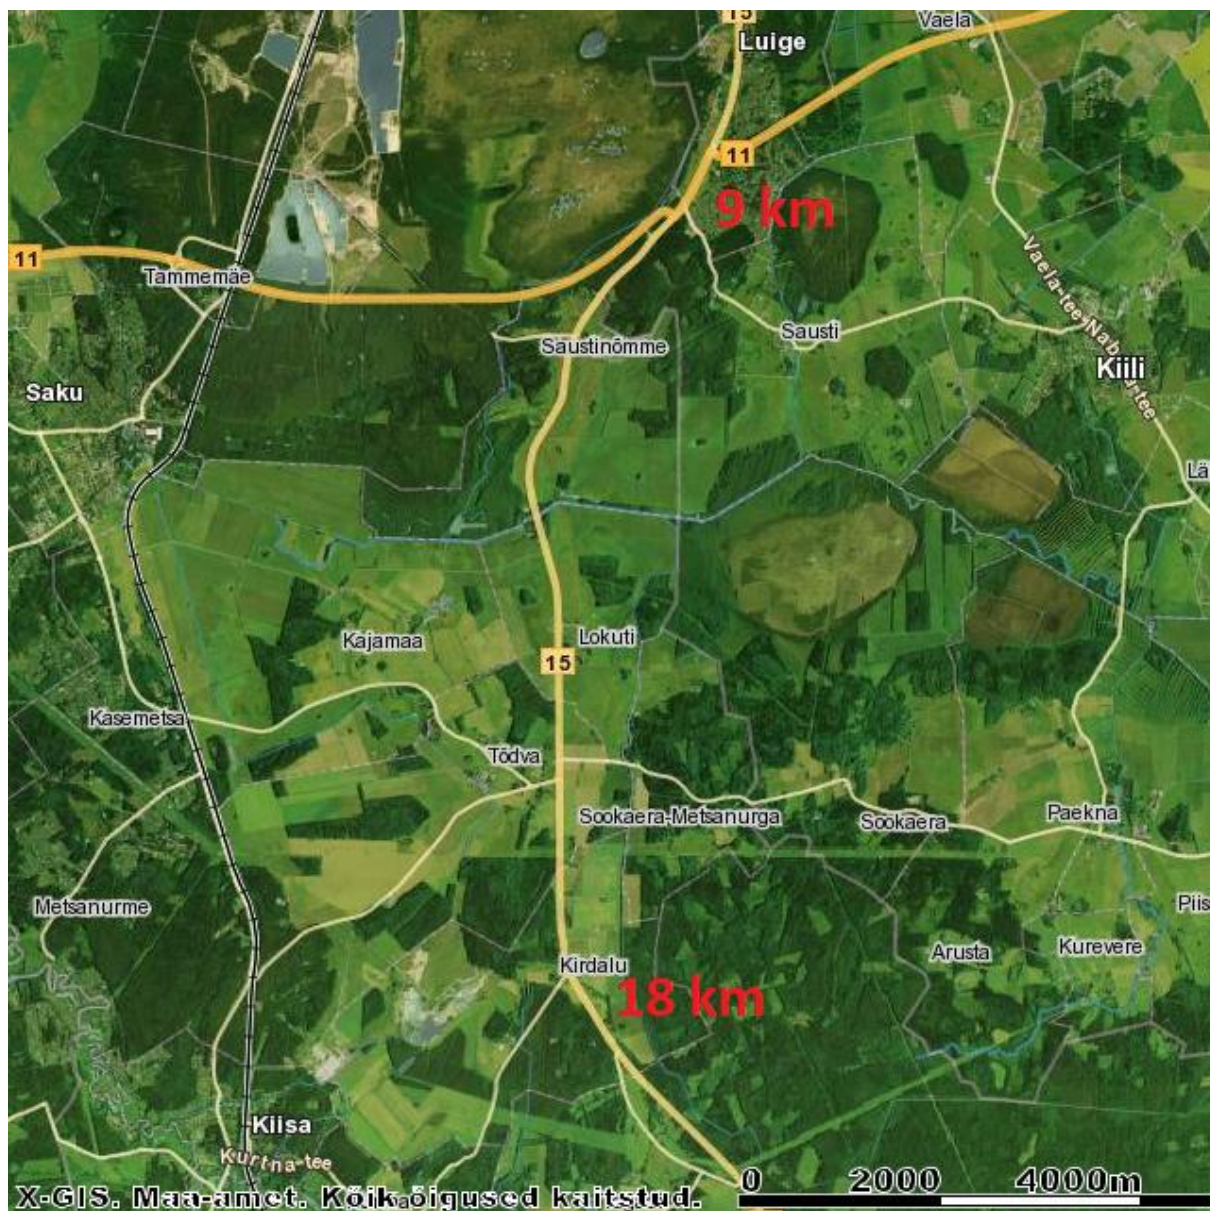 15
Vaela
Luige
11
9 km
11
Tammemäe
Vaela tee
Sausti
Saustinõmme
Kiili
Saku
Lä
Kajamaa
Lokuti
15
Kasemetsa
Tõdva
Sookaera-Metsanurga
Sookaera
Paekna
Metsanurme
Piis
Arusta
Kurevere
Kirdalu
18 km
Kiisa
Kurtna tee
0 2000 4000m
X-GIS. Maa-amet. Kõik õigused kaitstud.